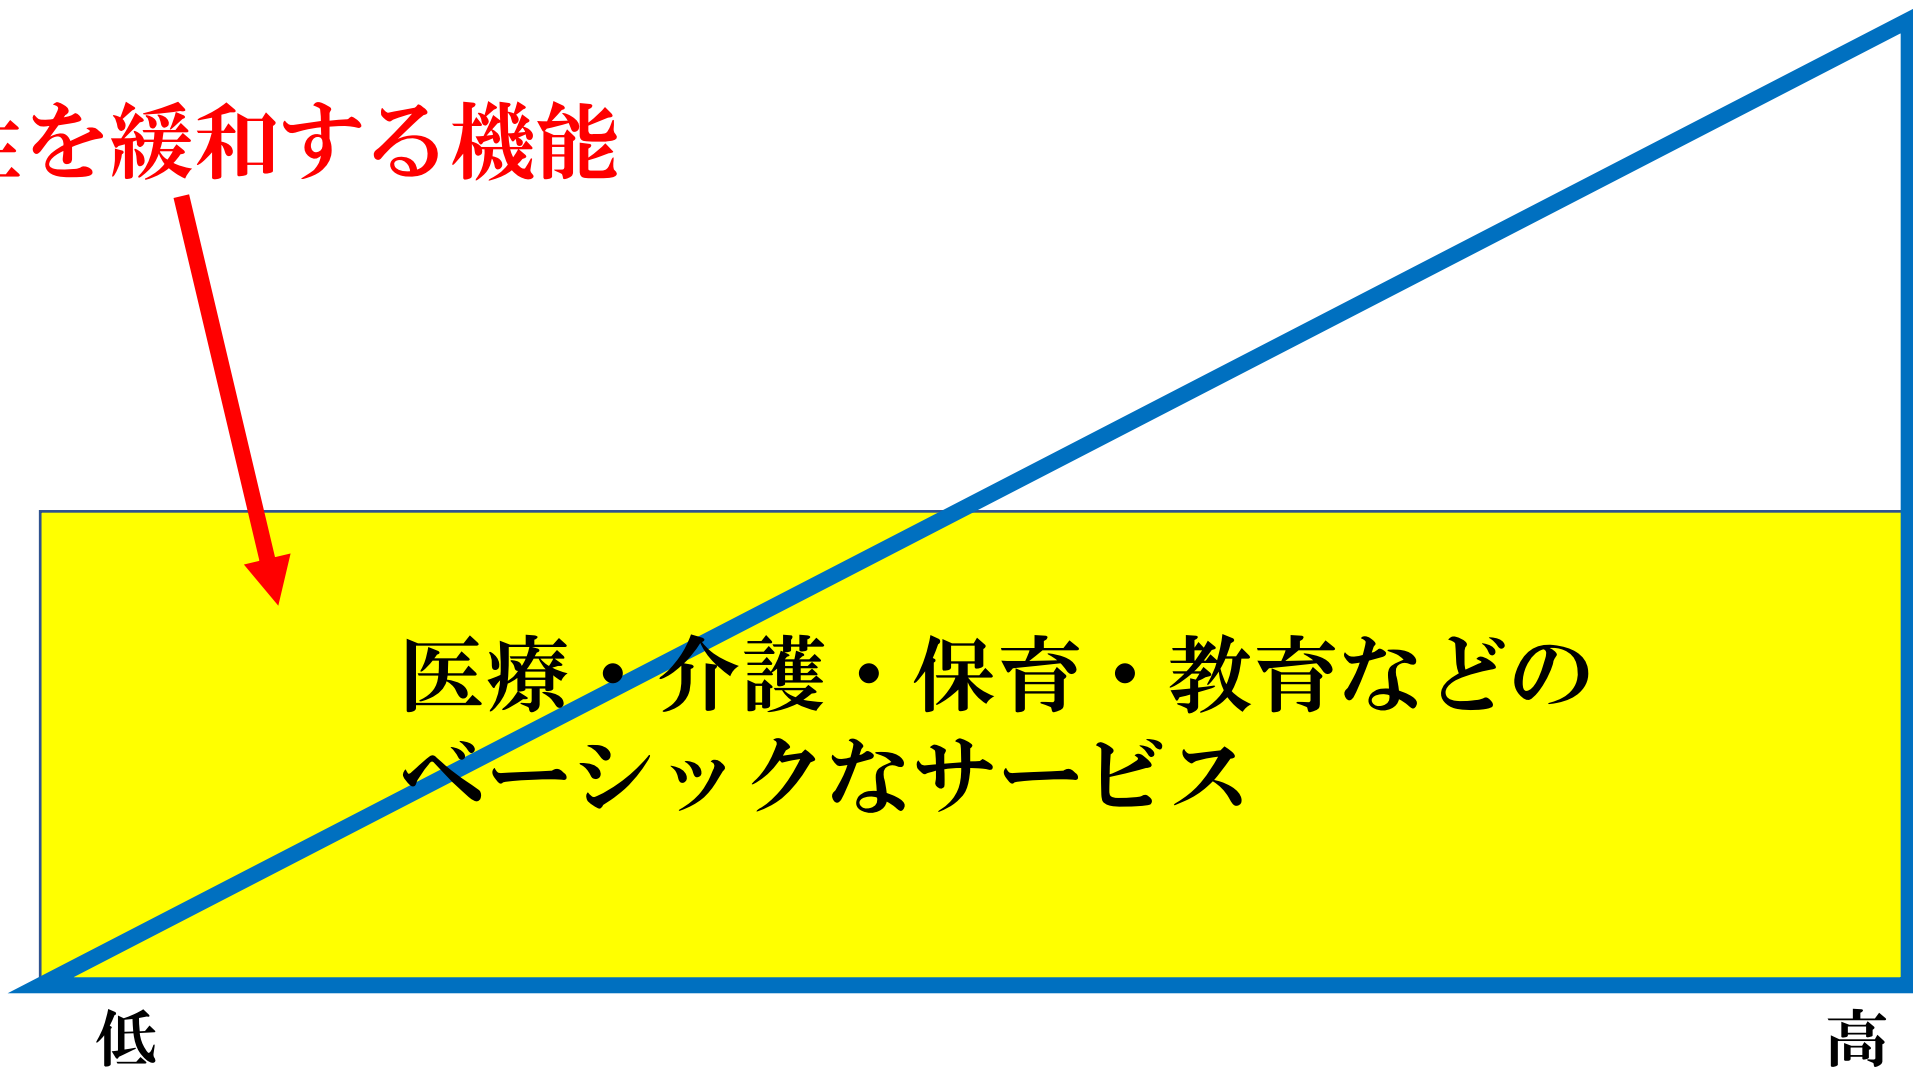 を緩和する機能
医療・介護・保育・教育などの
ベーシックなサービス
低
高